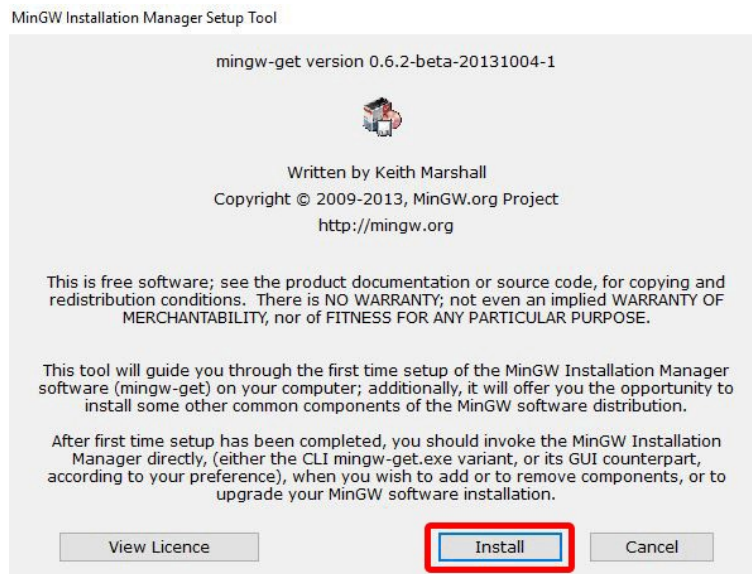 MinGW Installation Manager Setup Tool
mingw-get version 0.6.2-beta-20131004-1
Written by Keith Marshall
Copyright © 2009-2013, MinGW.org Project
http://mingw.org
This is free software; see the product documentation or source code, for copying and
redistribution conditions.  There is NO WARRANTY; not even an implied WARRANTY OF
MERCHANTABILITY, nor of FITNESS FOR ANY PARTICULAR PURPOSE.
This tool will guide you through the first time setup of the MinGW Installation Manager
software (mingw-get) on your computer; additionally, it will offer you the opportunity to
install some other common components of the MinGW software distribution.
After first time setup has been completed, you should invoke the MinGW Installation
Manager directly, (either the CLI mingw-get.exe variant, or its GUI counterpart,
according to your preference), when you wish to add or to remove components, or to
upgrade your MinGW software installation.
View Licence Install Cancel